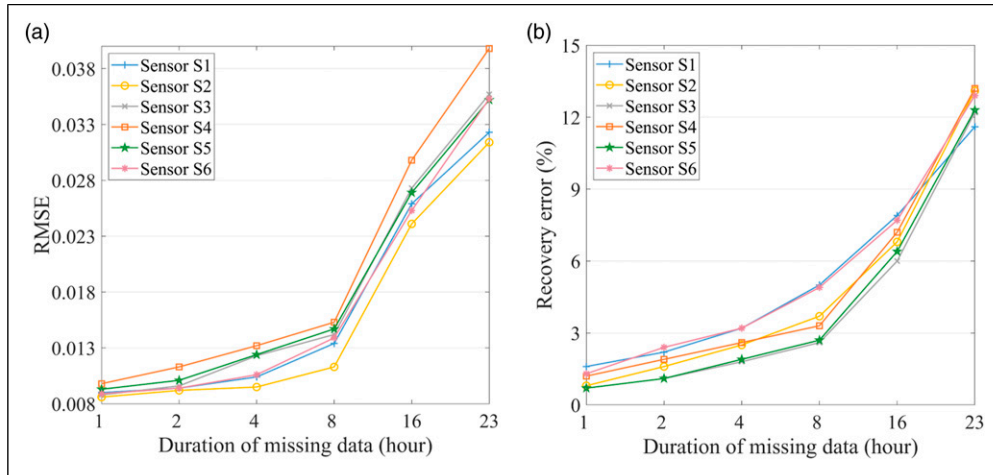 (a)
Sensor S1
Sensor S2
Sensor S3
Sensor S4
Sensor S5
Sensor S6
0.038
0.033
0.028
0.023
0.018
0.013
0.008
RMSE
1 2 4 8 16 23
Duration of missing data (hour)
(b)
Sensor S1
Sensor S2
Sensor S3
Sensor S4
Sensor S5
Sensor S6
15
12
9
6
3
0
Recovery error (%)
1 2 4 8 16 23
Duration of missing data (hour)